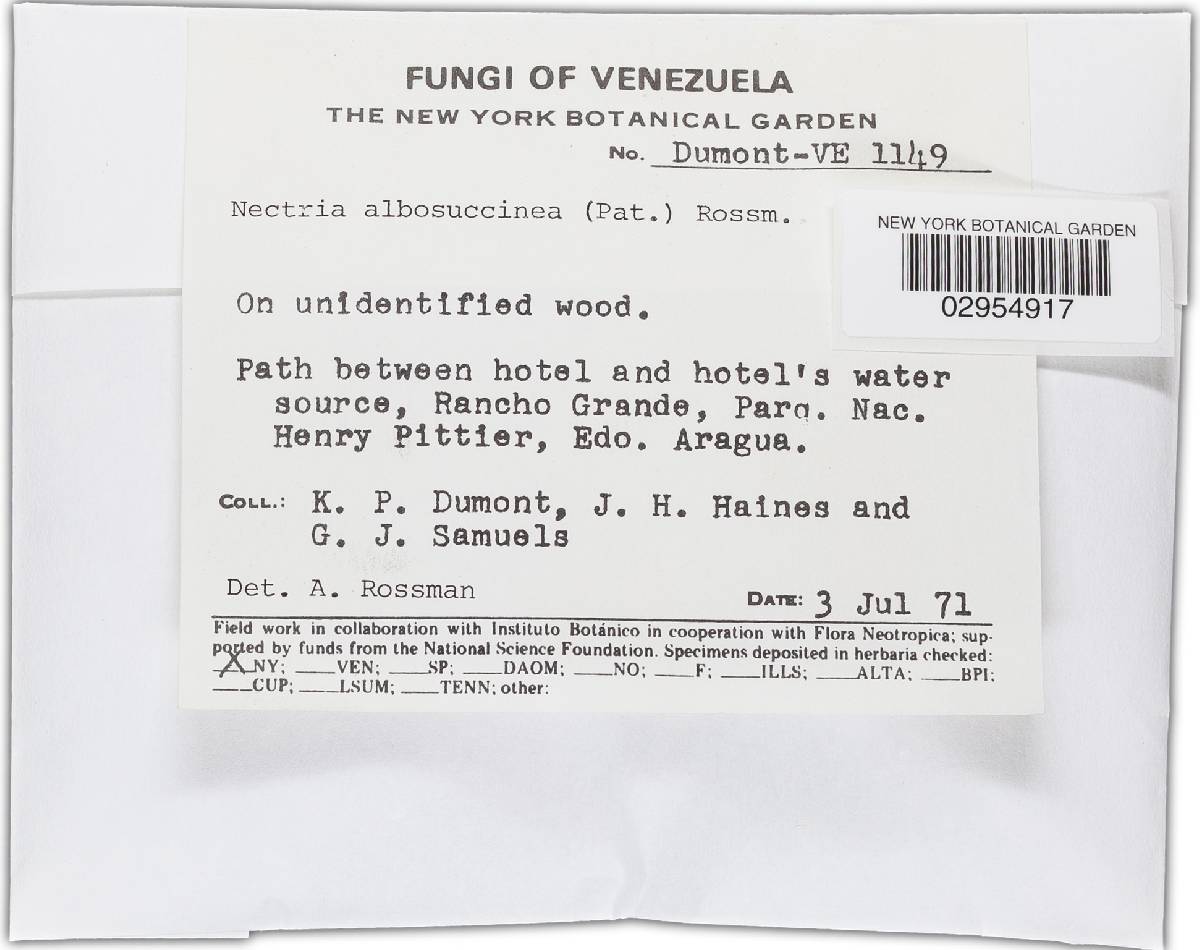 FUNGI OF VENEZUELA
THE NEW YORK BOTANICAL GARDEN
No. Dumont-VE 1149
Nectria albosuccinea (Pat.) Rossm.
NEW YORK BOTANICAL GARDEN
02954917
On unidentified wood.
Path between hotel and hotel's water
source, Rancho Grande, Parq. Nac.
Henry Pittier, Edo. Aragua.
COLL.: K. P. Dumont, J. H. Haines and
G. J. Samuels
Det. A. Rossman
DATE: 3 Jul 71
Field work in collaboration with Instituto Botánico in cooperation with Flora Neotropica; sup-
ported by funds from the National Science Foundation. Specimens deposited in herbaria checked:
X NY; ___VEN; ___SP; ___DAOM; ___NO; ___F; ___ILLS; ___ALTA; ___BPI;
___CUP; ___LSUM; ___TENN; other: